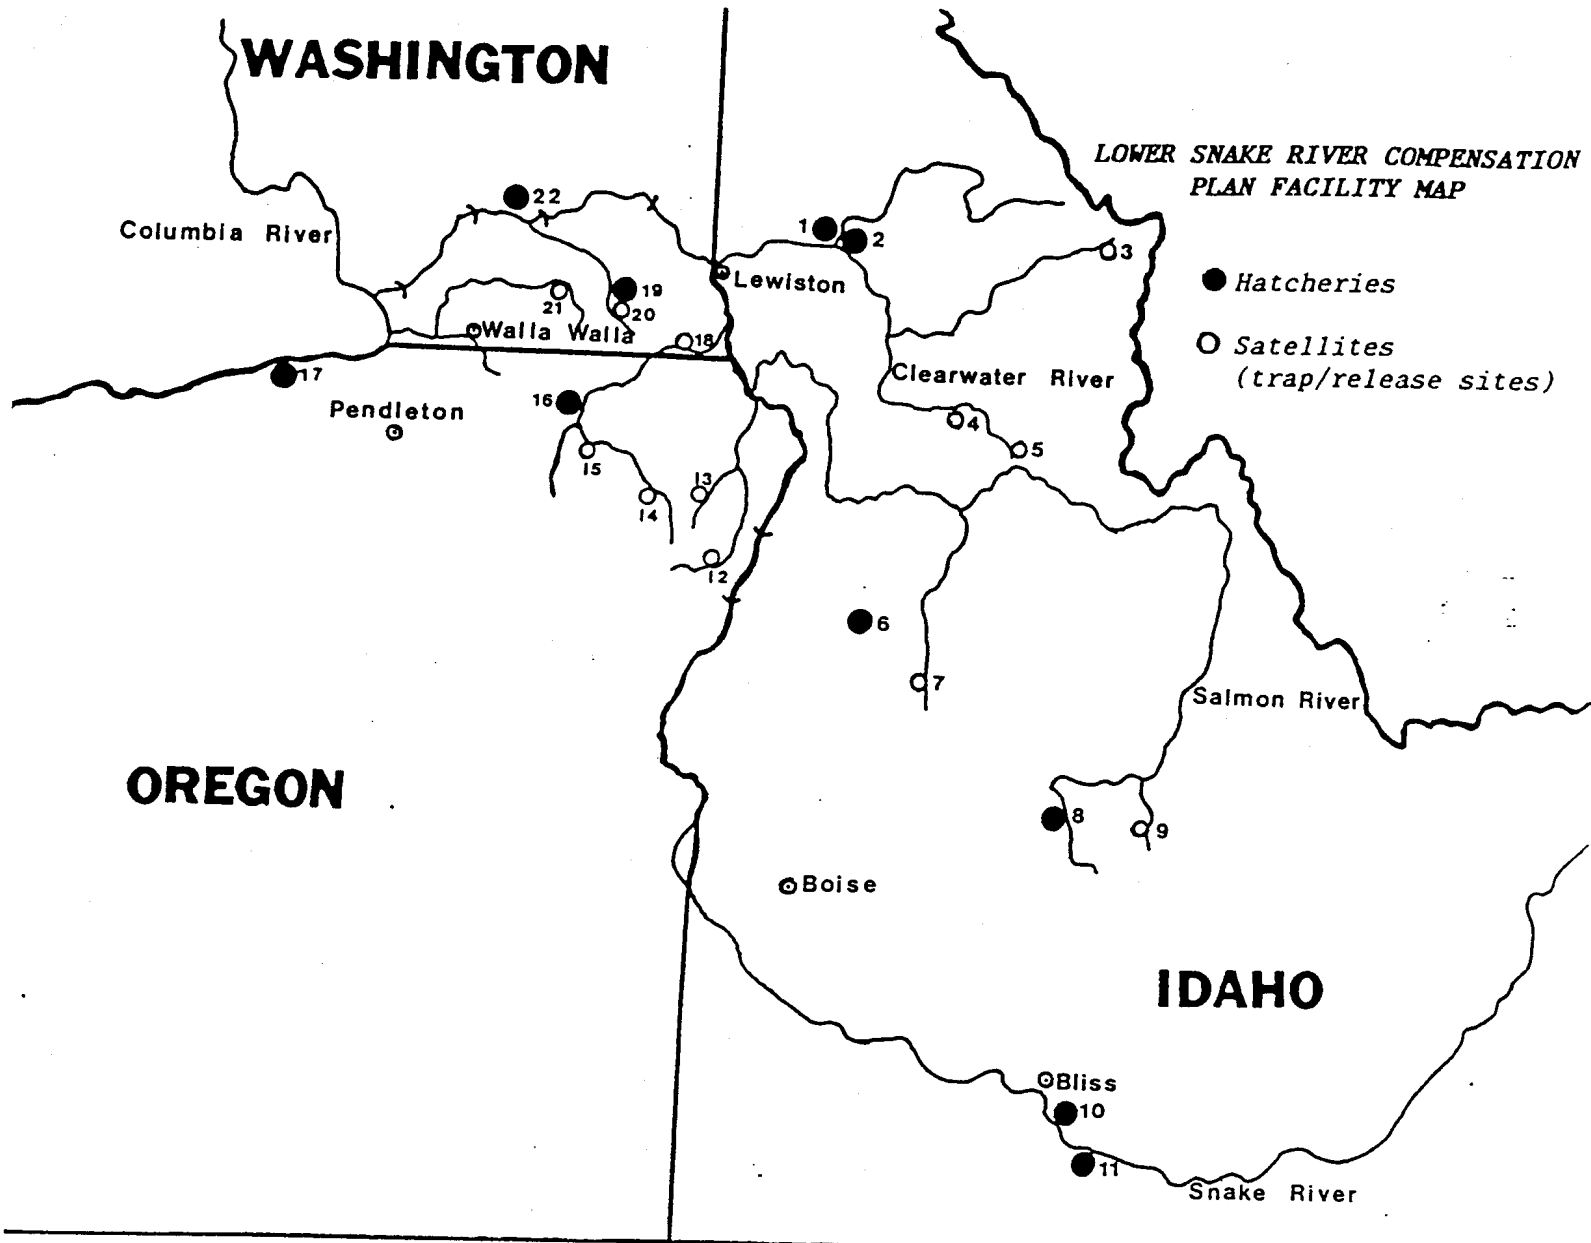 WASHINGTON
LOWER SNAKE RIVER COMPENSATION
PLAN FACILITY MAP
22
Columbia River
1
2
3
Lewiston
Hatcheries
19
21
20
Walla Walla
18
Satellites
(trap/release sites)
17
Clearwater River
16
Pendleton
4
5
15
13
14
12
6
7
Salmon River
OREGON
8
9
Boise
IDAHO
Bliss
10
11
Snake River